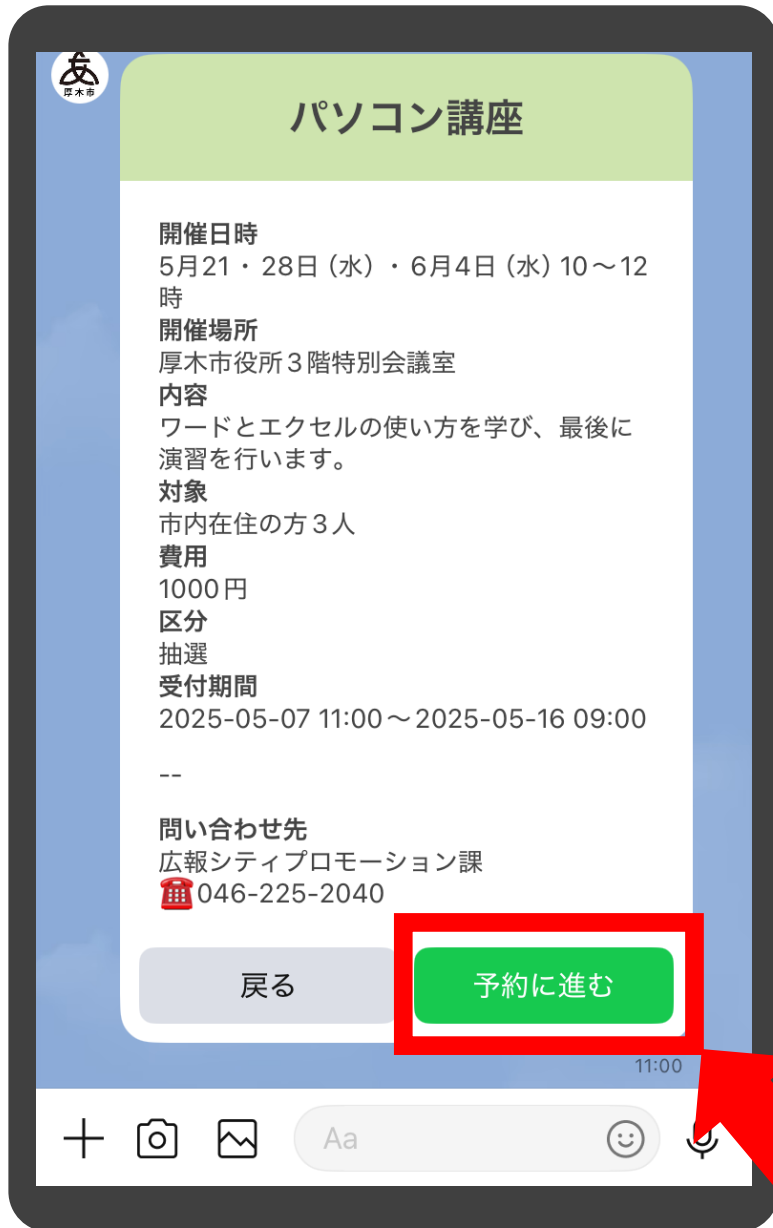 厚木市
パソコン講座
開催日時
5月21・28日（水）・6月4日（水）10～12
時
開催場所
厚木市役所３階特別会議室
内容
ワードとエクセルの使い方を学び、最後に
演習を行います。
対象
市内在住の方３人
費用
1000円
区分
抽選
受付期間
2025-05-07 11:00～2025-05-16 09:00
--
問い合わせ先
広報シティプロモーション課
☎️046-225-2040
戻る
予約に進む
11:00
Aa